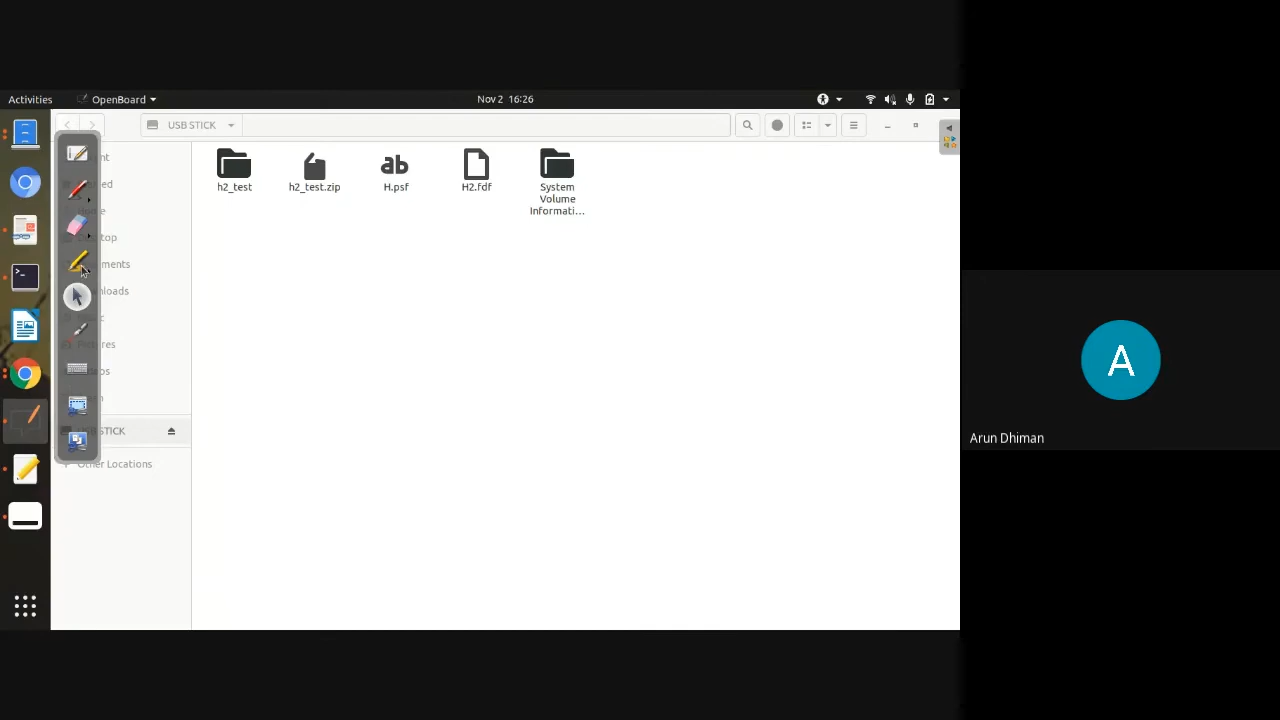 Activities
OpenBoard
Nov 2 16:26
USB STICK
h2_test
h2_test.zip
H.psf
H2.fdf
System
Volume
Informati…
Other Locations
Arun Dhiman
A